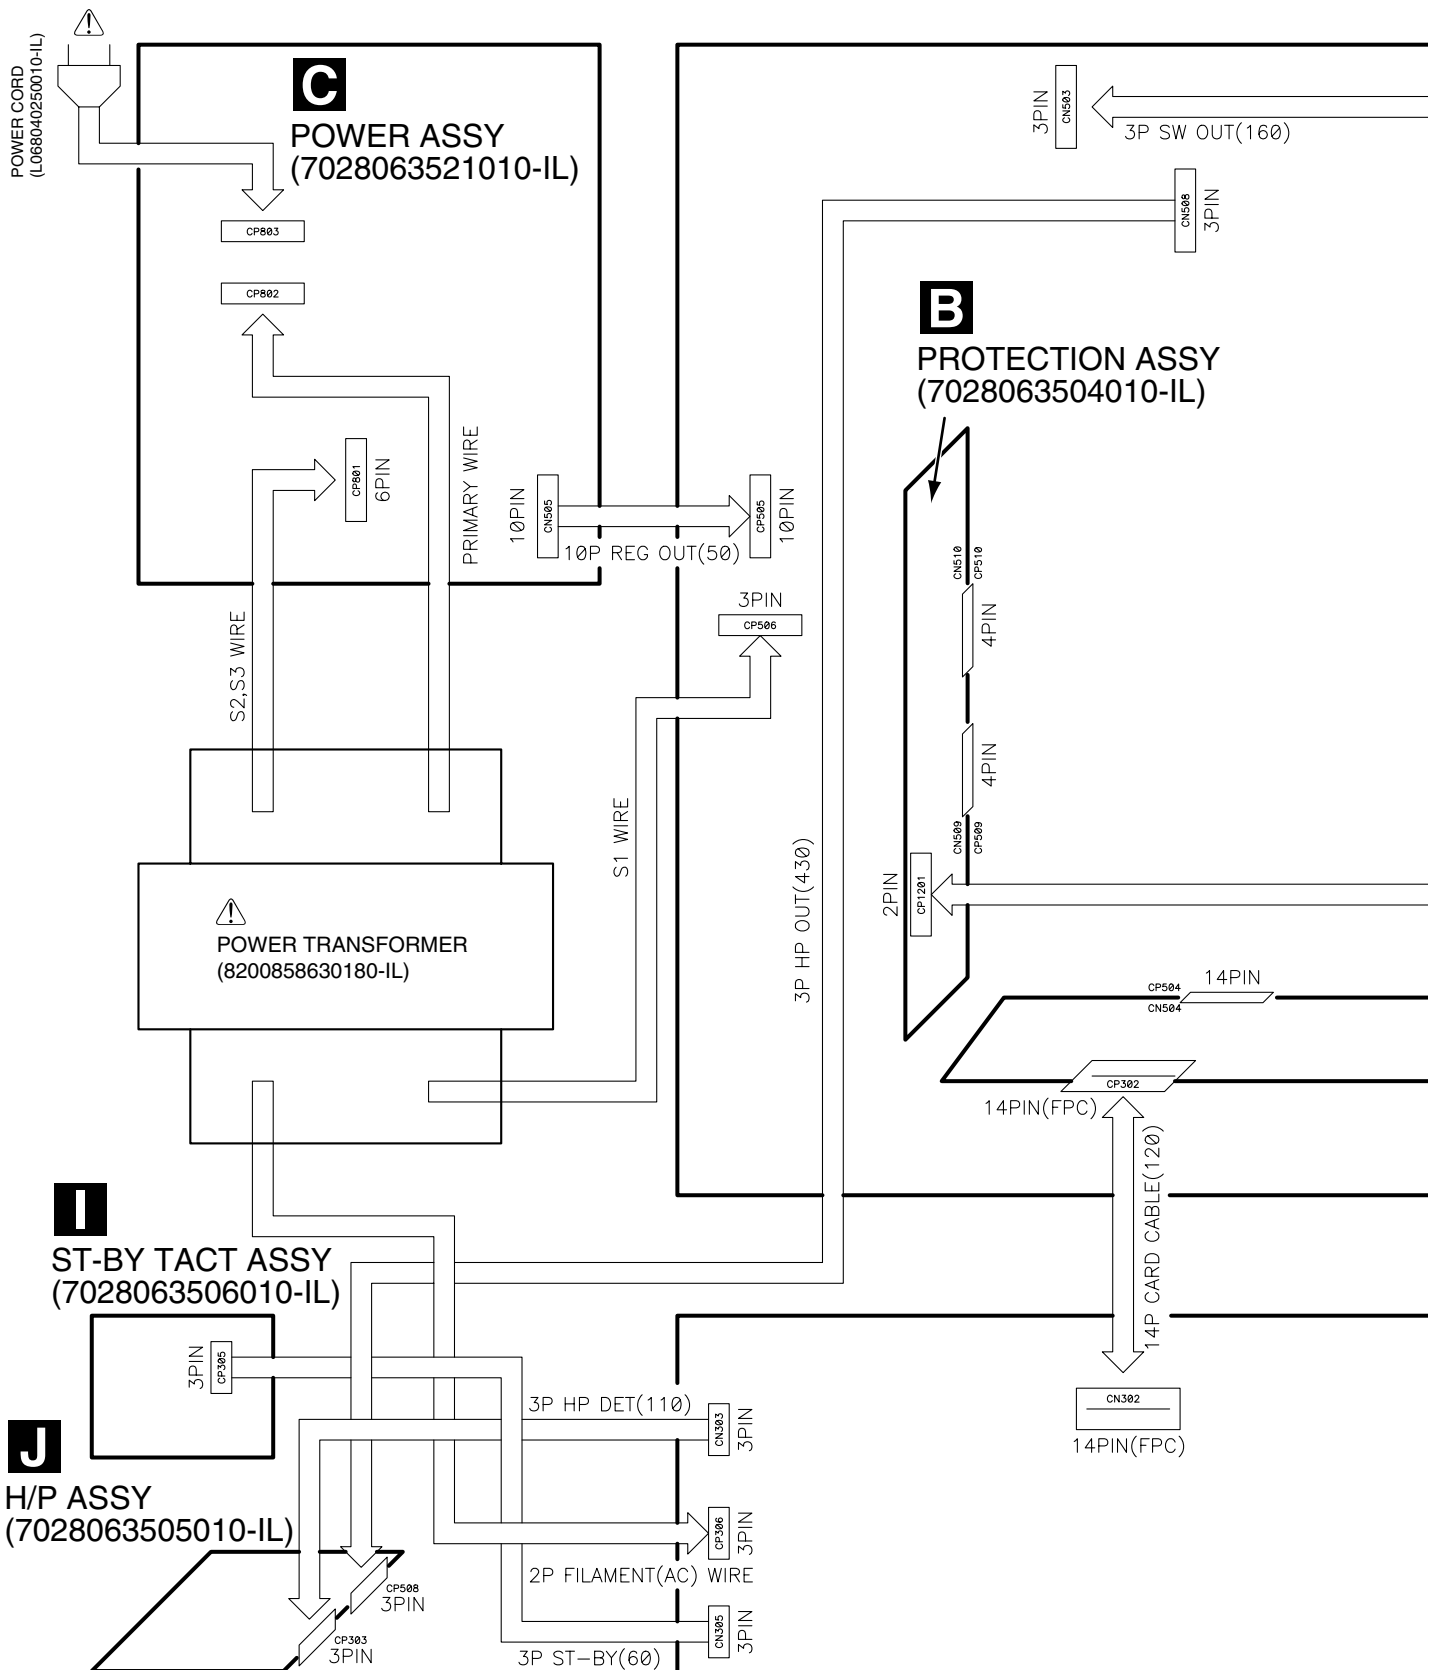 POWER CORD
(L068040250010-IL)
C
POWER ASSY
(7028063521010-IL)
CP803
CP802
CP801
6PIN
PRIMARY WIRE
10PIN
CN505
10P REG OUT(50)
CP505
10PIN
3PIN
CN503
3P SW OUT(160)
CN508
3PIN
B
PROTECTION ASSY
(7028063504010-IL)
CN510
CP510
4PIN
4PIN
CN509
CP509
2PIN
CP1201
3PIN
CP506
S2,S3 WIRE
S1 WIRE
3P HP OUT(430)
POWER TRANSFORMER
(8200858630180-IL)
CP504
CN504
14PIN
CP302
14PIN(FPC)
14P CARD CABLE(120)
CN302
14PIN(FPC)
I
ST-BY TACT ASSY
(7028063506010-IL)
3PIN
CP305
J
H/P ASSY
(7028063505010-IL)
3P HP DET(110)
CN303
3PIN
CP306
3PIN
2P FILAMENT(AC) WIRE
CP508
3PIN
CP303
3PIN
CN305
3PIN
3P ST-BY(60)